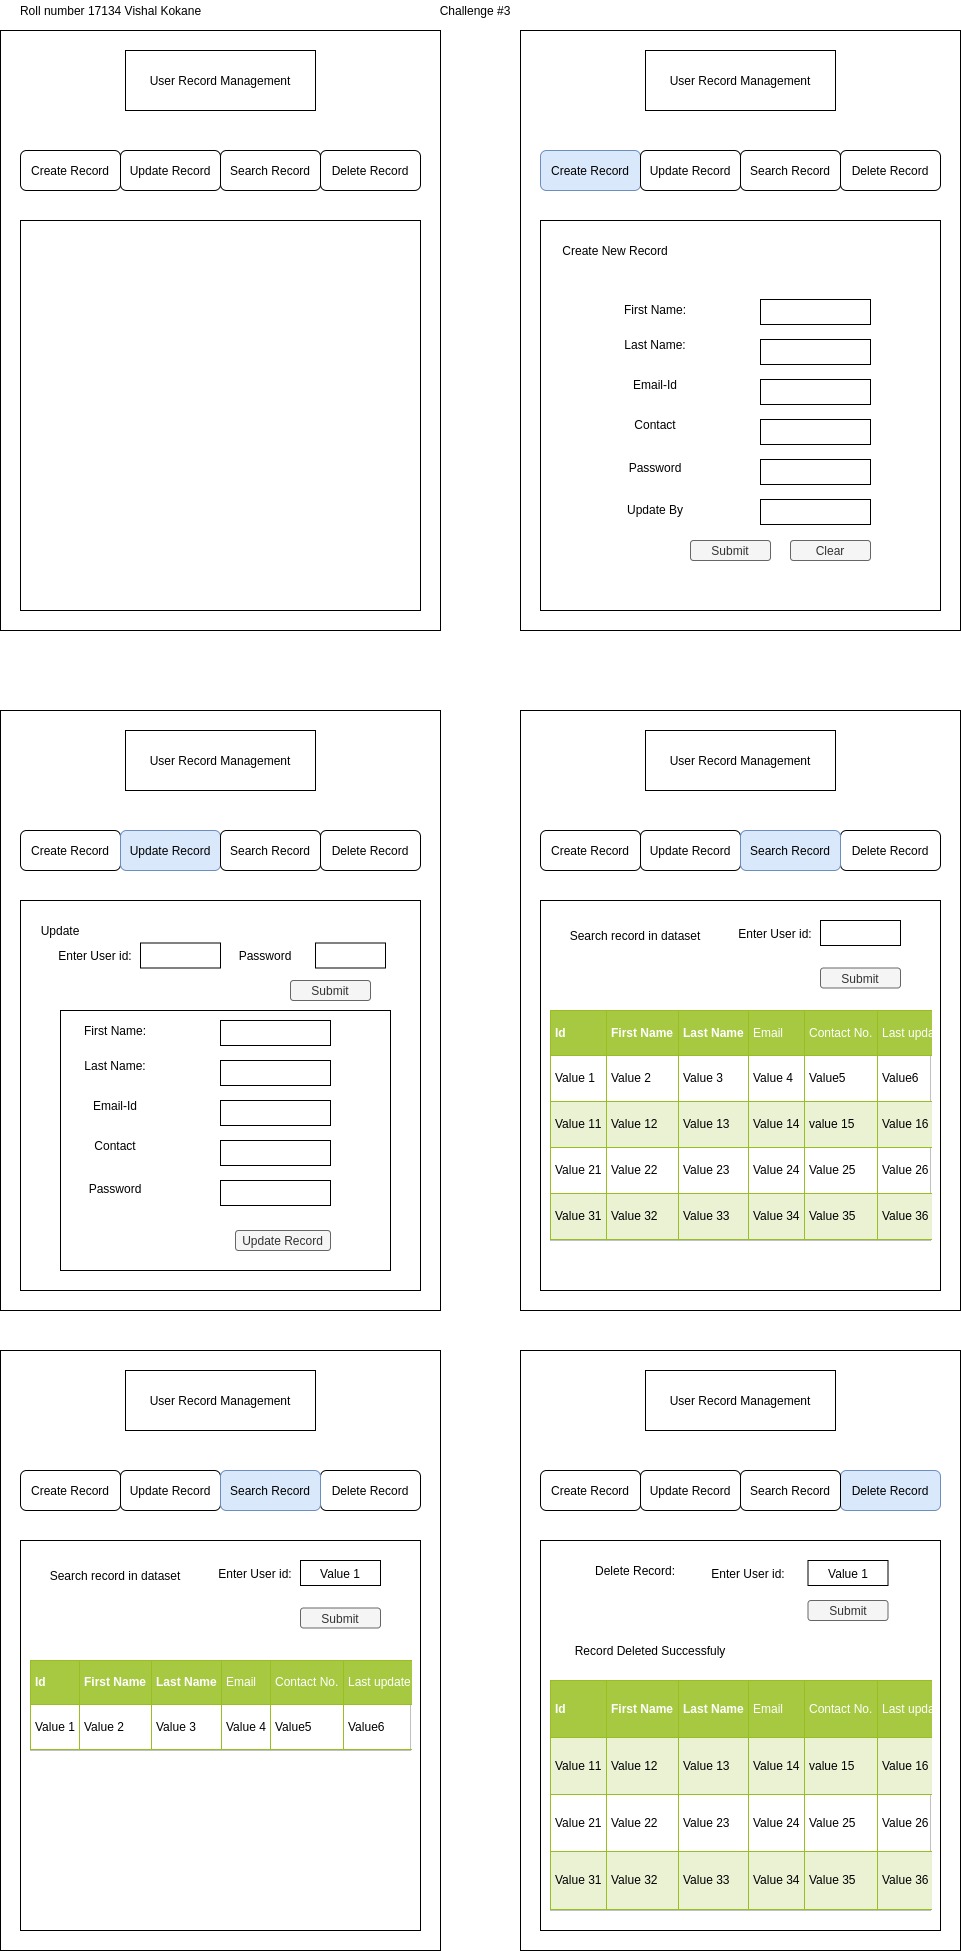 Roll number 17134 Vishal Kokane
Challenge #3
User Record Management
Create Record Update Record Search Record Delete Record
User Record Management
Create Record Update Record Search Record Delete Record
Create New Record
First Name:
Last Name:
Email-Id
Contact
Password
Update By
Submit Clear
User Record Management
Create Record Update Record Search Record Delete Record
Update
Enter User id: Password
Submit
First Name:
Last Name:
Email-Id
Contact
Password
Update Record
User Record Management
Create Record Update Record Search Record Delete Record
Search record in dataset Enter User id:
Submit
Id First Name Last Name Email Contact No. Last upda
Value 1 Value 2 Value 3 Value 4 Value5 Value6
Value 11 Value 12 Value 13 Value 14 value 15 Value 16
Value 21 Value 22 Value 23 Value 24 Value 25 Value 26
Value 31 Value 32 Value 33 Value 34 Value 35 Value 36
User Record Management
Create Record Update Record Search Record Delete Record
Search record in dataset Enter User id: Value 1
Submit
Id First Name Last Name Email Contact No. Last update
Value 1 Value 2 Value 3 Value 4 Value5 Value6
User Record Management
Create Record Update Record Search Record Delete Record
Delete Record: Enter User id: Value 1
Submit
Record Deleted Successfuly
Id First Name Last Name Email Contact No. Last upda
Value 11 Value 12 Value 13 Value 14 value 15 Value 16
Value 21 Value 22 Value 23 Value 24 Value 25 Value 26
Value 31 Value 32 Value 33 Value 34 Value 35 Value 36